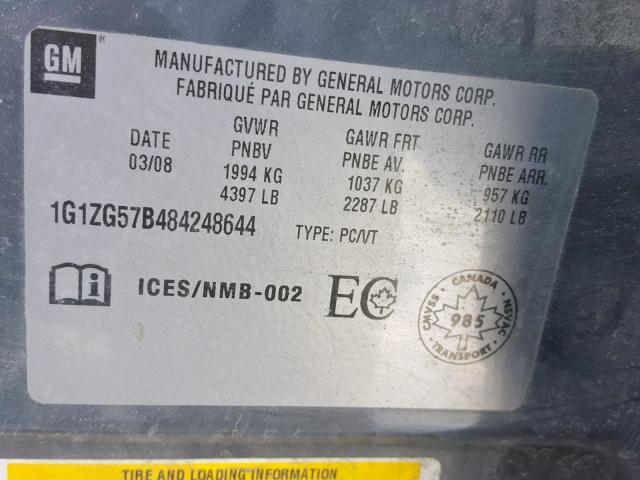 GM®
MANUFACTURED BY GENERAL MOTORS CORP.
FABRIQUÉ PAR GENERAL MOTORS CORP.
DATE
03/08
GVWR
PNBV
1994 KG
4397 LB
GAWR FRT
PNBE AV.
1037 KG
2287 LB
GAWR RR
PNBE ARR.
957 KG
2110 LB
1G1ZG57B484248644 TYPE: PC/VT
i ICES/NMB-002 EC
CANADA
CMVSS NSVAC
985
TRANSPORT
TIRE AND LOADING INFORMATION